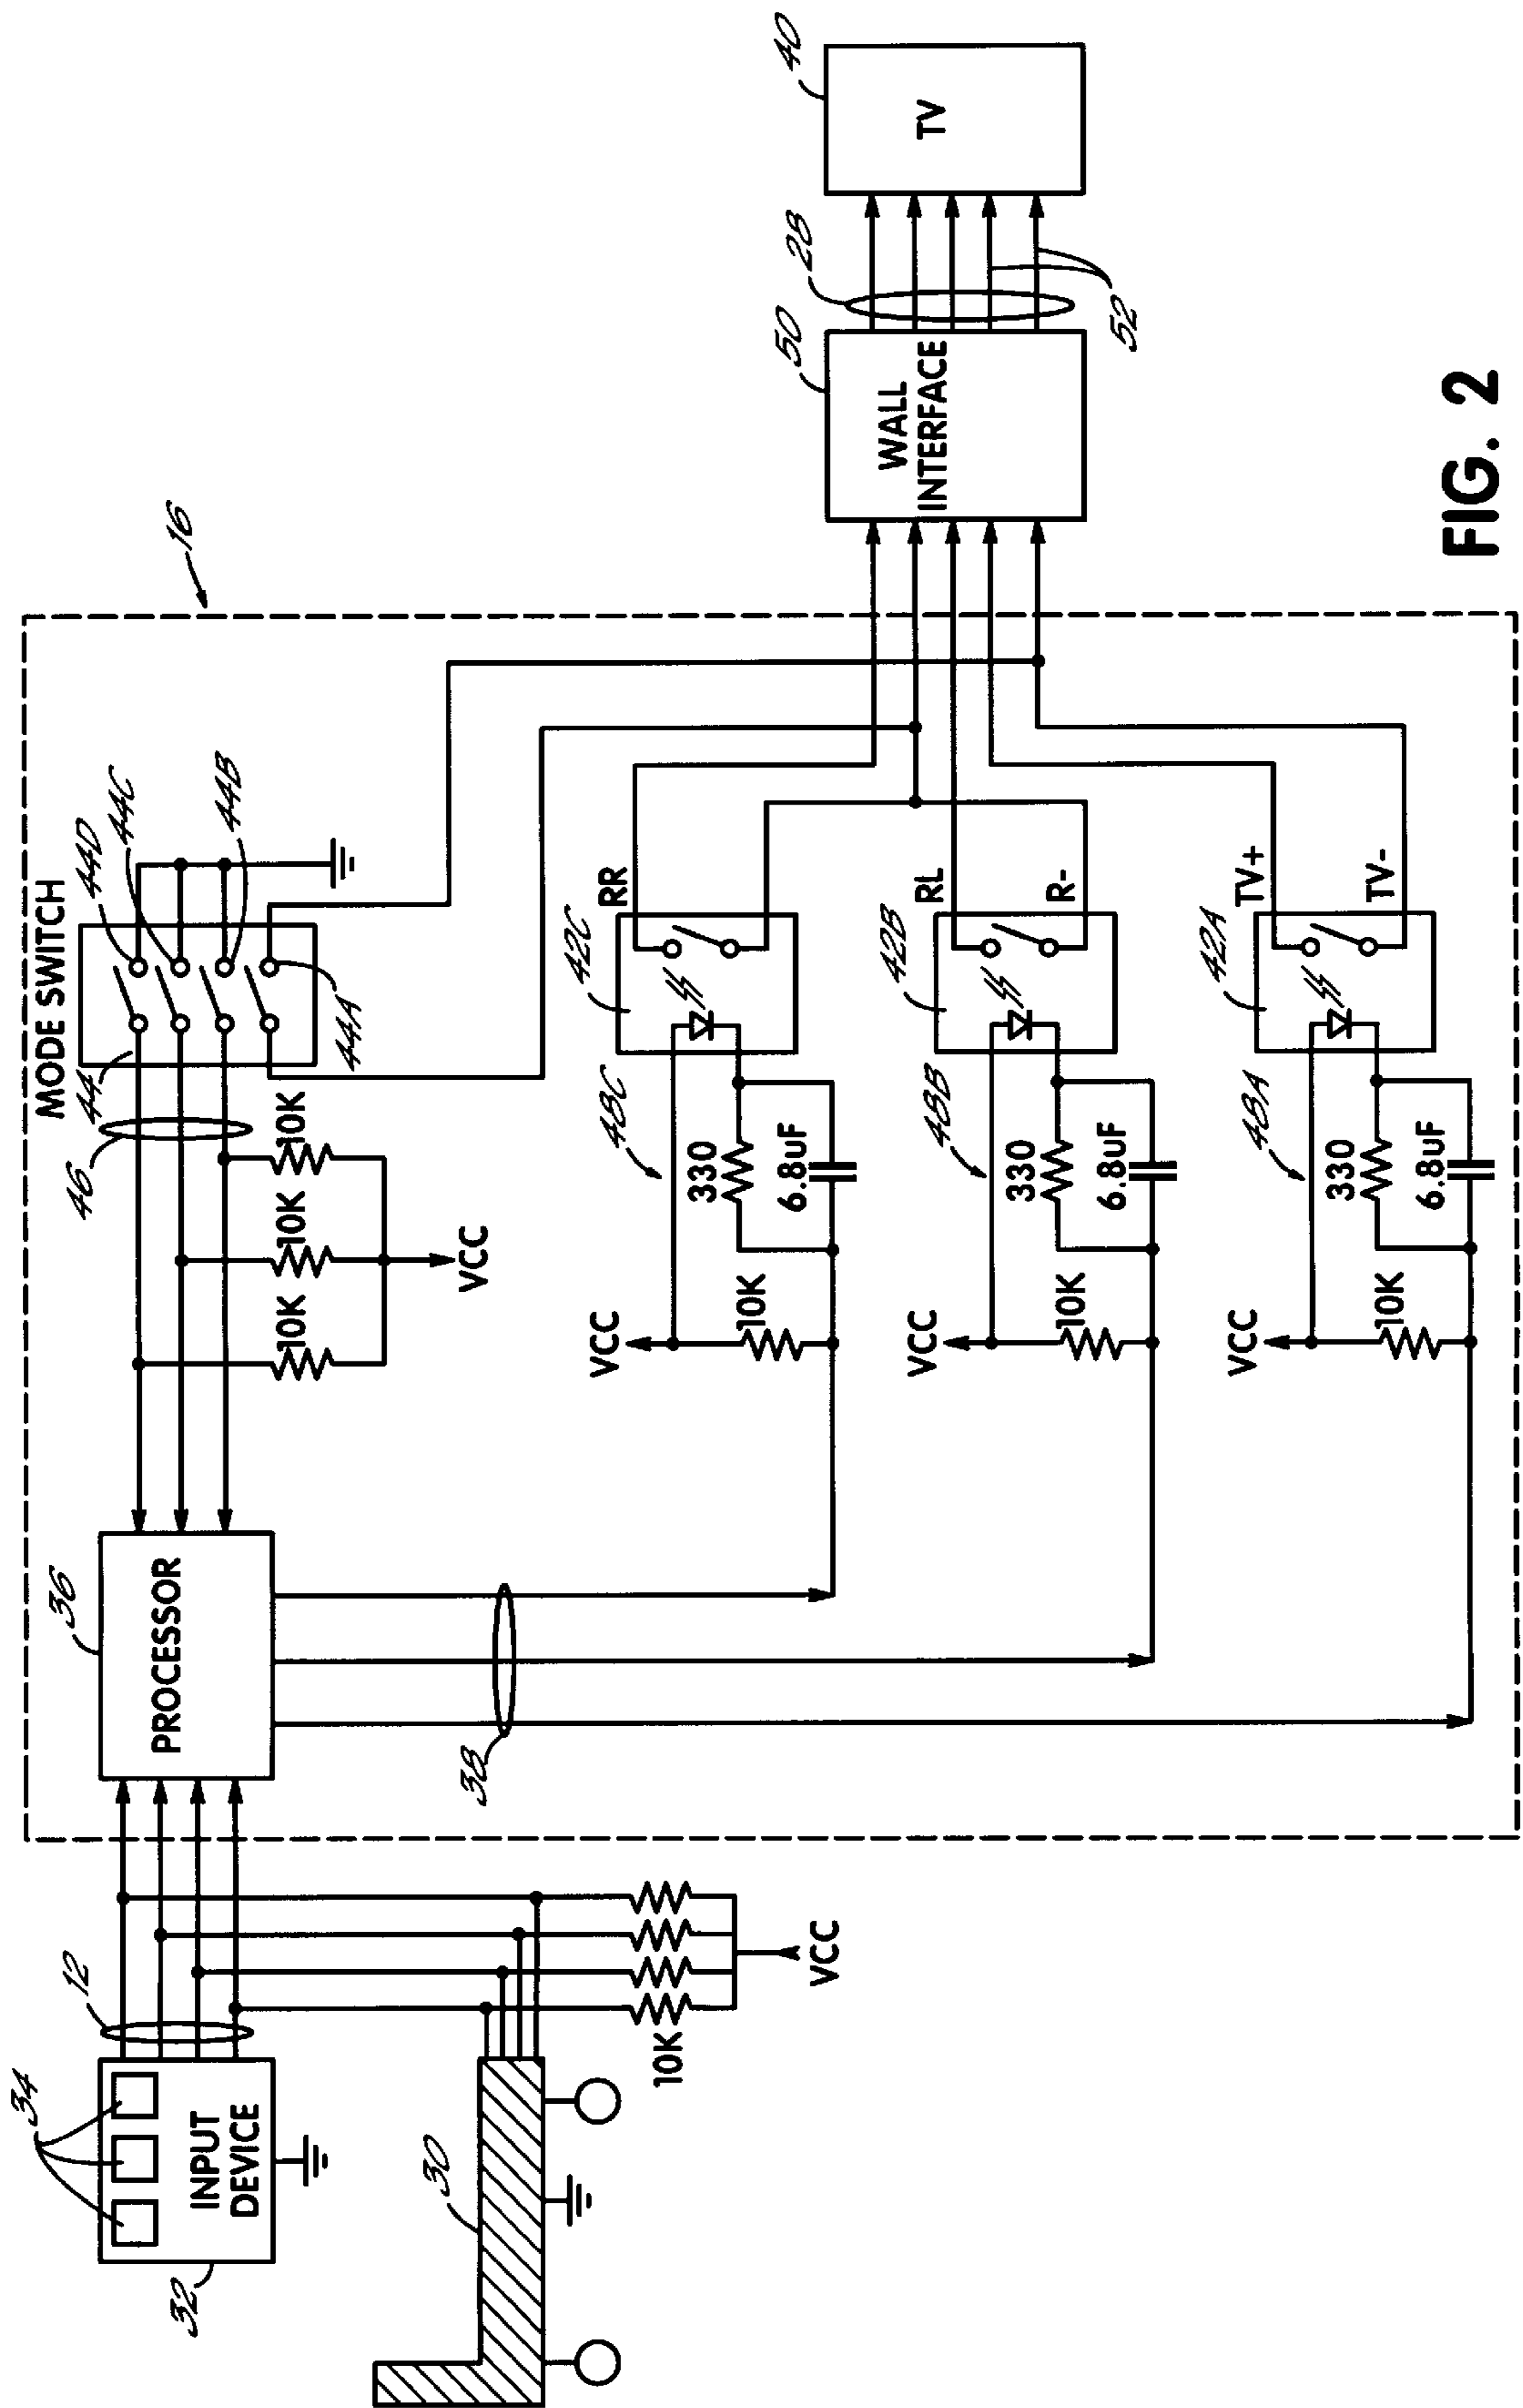 MODE SWITCH
16
44D
44C
44B
44A
44
46
10K
10K
10K
VCC
36
PROCESSOR
38
12
34
INPUT
DEVICE
32
30
10K
VCC
VCC
10K
330
6.8uF
48C
42C
RR
VCC
10K
330
6.8uF
48B
42B
RL
R-
VCC
10K
330
6.8uF
48A
42A
TV+
TV-
50
WALL
INTERFACE
28
52
40
TV
FIG. 2